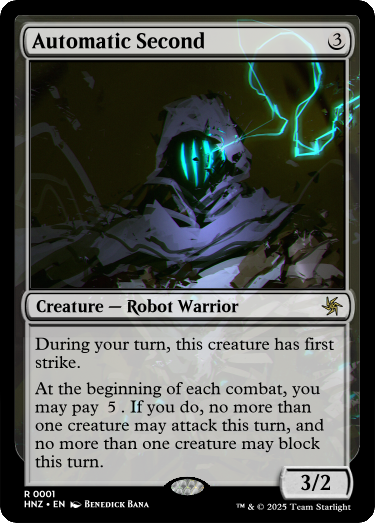 Automatic Second 3
Creature — Robot Warrior
During your turn, this creature has first
strike.
At the beginning of each combat, you
may pay 5 . If you do, no more than
one creature may attack this turn, and
no more than one creature may block
this turn.
3/2
R 0001
HNZ • EN Benedick Bana
™ & © 2025 Team Starlight